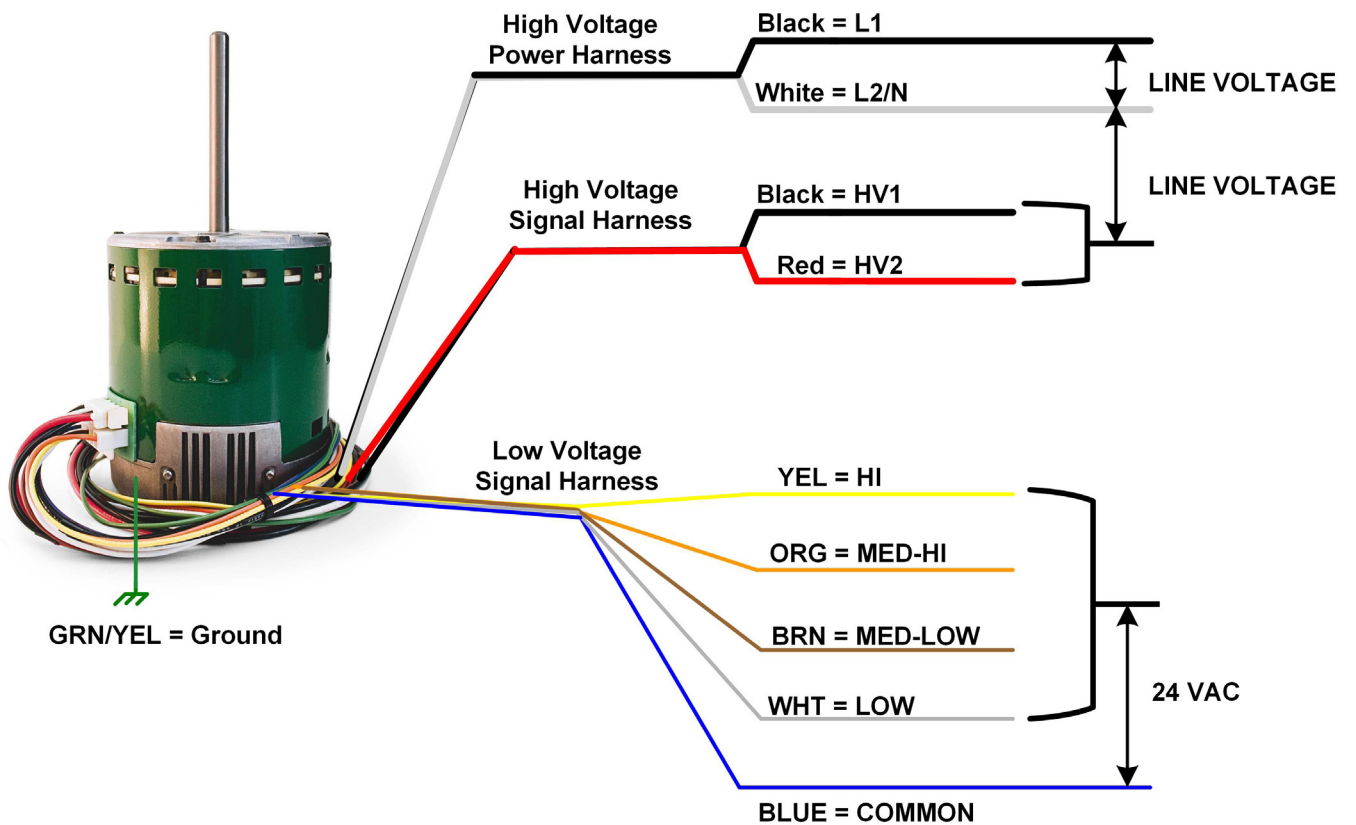 High Voltage
Power Harness
Black = L1
White = L2/N
LINE VOLTAGE
LINE VOLTAGE
High Voltage
Signal Harness
Black = HV1
Red = HV2
Low Voltage
Signal Harness
YEL = HI
ORG = MED-HI
BRN = MED-LOW
WHT = LOW
24 VAC
BLUE = COMMON
GRN/YEL = Ground